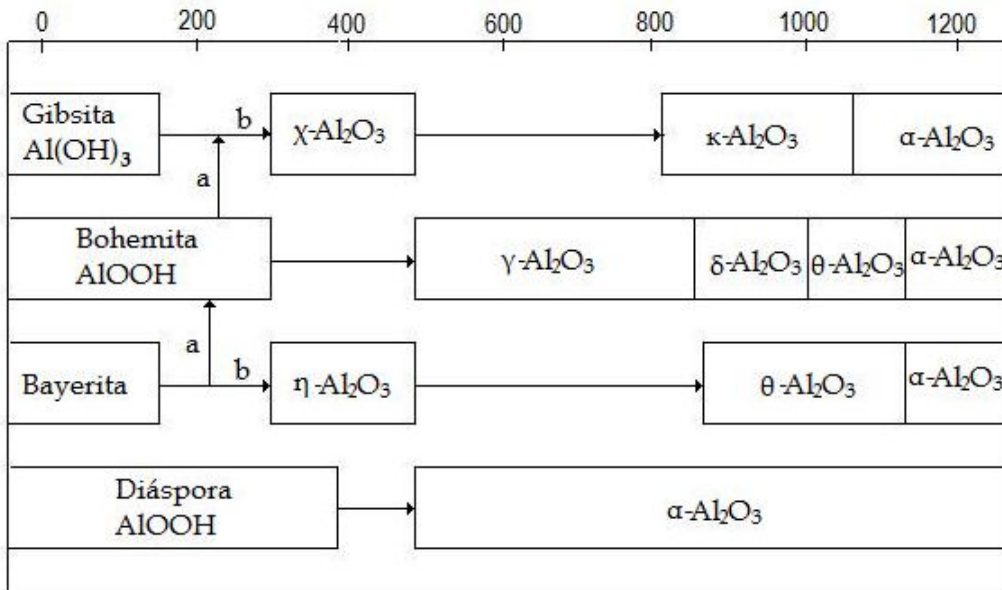 0 200 400 600 800 1000 1200
Gibsita
Al(OH)₃
b
χ-Al₂O₃
κ-Al₂O₃
α-Al₂O₃
a
Bohemita
AlOOH
γ-Al₂O₃
δ-Al₂O₃
θ-Al₂O₃
α-Al₂O₃
a
Bayerita
b
η-Al₂O₃
θ-Al₂O₃
α-Al₂O₃
Diáspora
AlOOH
α-Al₂O₃